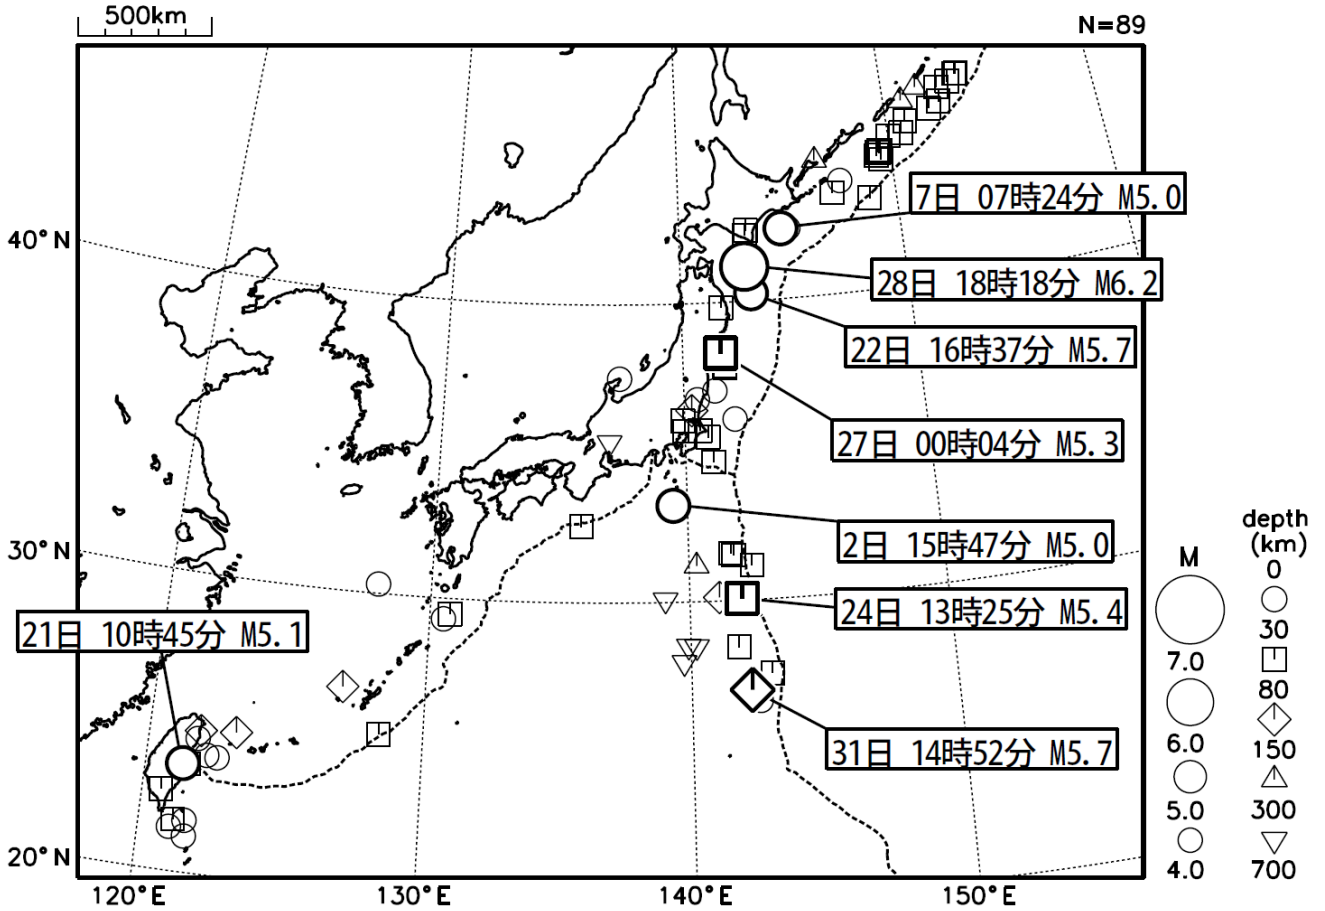 500km
N=89
7日 07時24分 M5.0
40°N
28日 18時18分 M6.2
22日 16時37分 M5.7
27日 00時04分 M5.3
2日 15時47分 M5.0
30°N
24日 13時25分 M5.4
21日 10時45分 M5.1
31日 14時52分 M5.7
20°N
120°E
130°E
140°E
150°E
M
7.0
6.0
5.0
4.0
depth
(km)
0
30
80
150
300
700